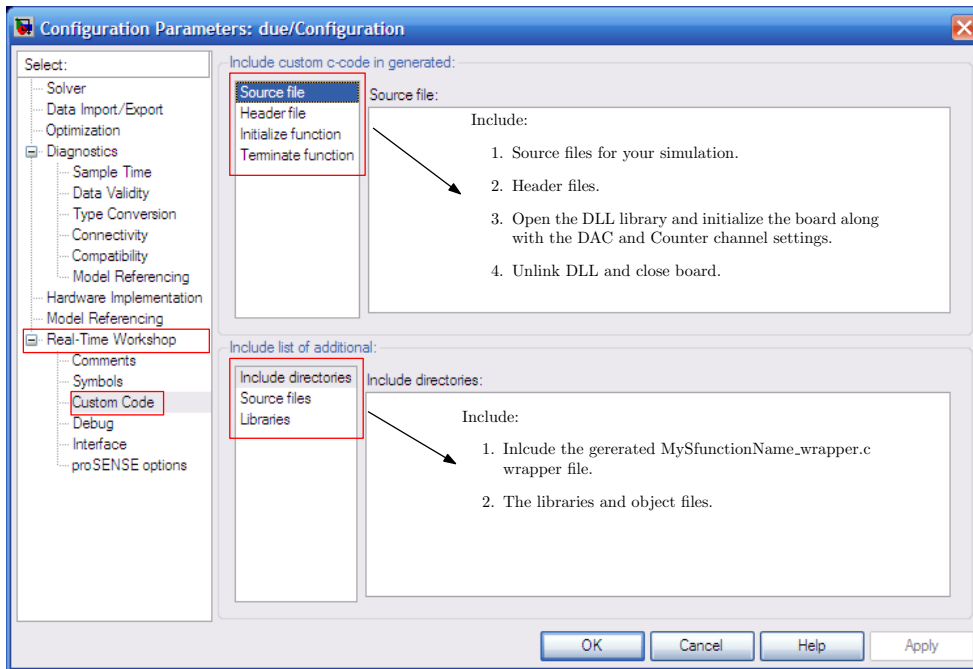 Configuration Parameters: due/Configuration
Select:
Solver
Data Import/Export
Optimization
Diagnostics
Sample Time
Data Validity
Type Conversion
Connectivity
Compatibility
Model Referencing
Hardware Implementation
Model Referencing
Real-Time Workshop
Comments
Symbols
Custom Code
Debug
Interface
proSENSE options
Include custom c-code in generated:
Source file
Header file
Initialize function
Terminate function
Source file:
Include:
1. Source files for your simulation.
2. Header files.
3. Open the DLL library and initialize the board along
with the DAC and Counter channel settings.
4. Unlink DLL and close board.
Include list of additional:
Include directories
Source files
Libraries
Include directories:
Include:
1. Inlcude the gererated MySfunctionName_wrapper.c
wrapper file.
2. The libraries and object files.
OK
Cancel
Help
Apply